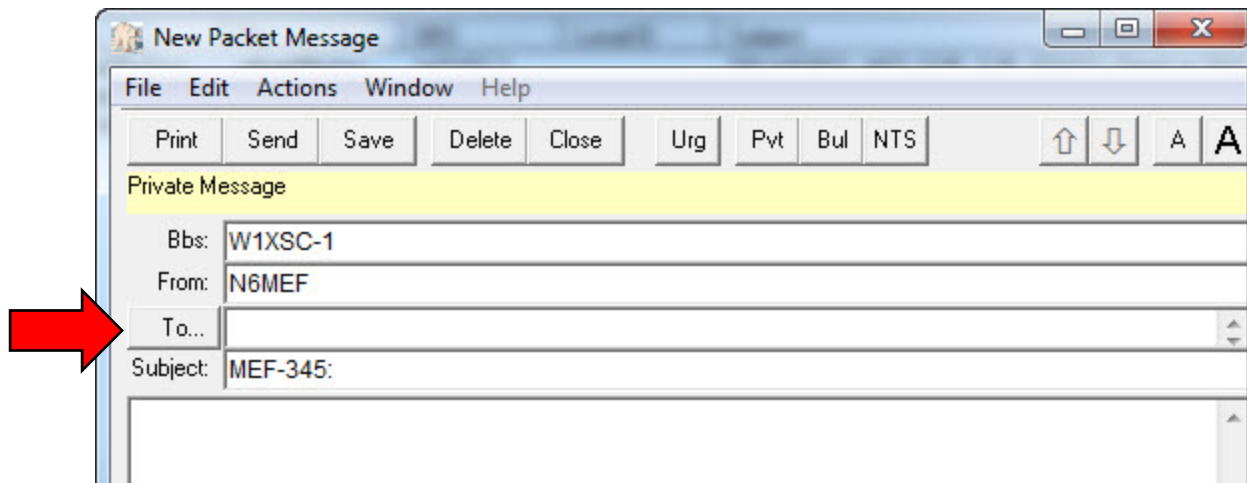 New Packet Message
File Edit Actions Window Help
Print Send Save Delete Close Urg Pvt Bul NTS A A
Private Message
Bbs: W1XSC-1
From: N6MEF
To...
Subject: MEF-345: